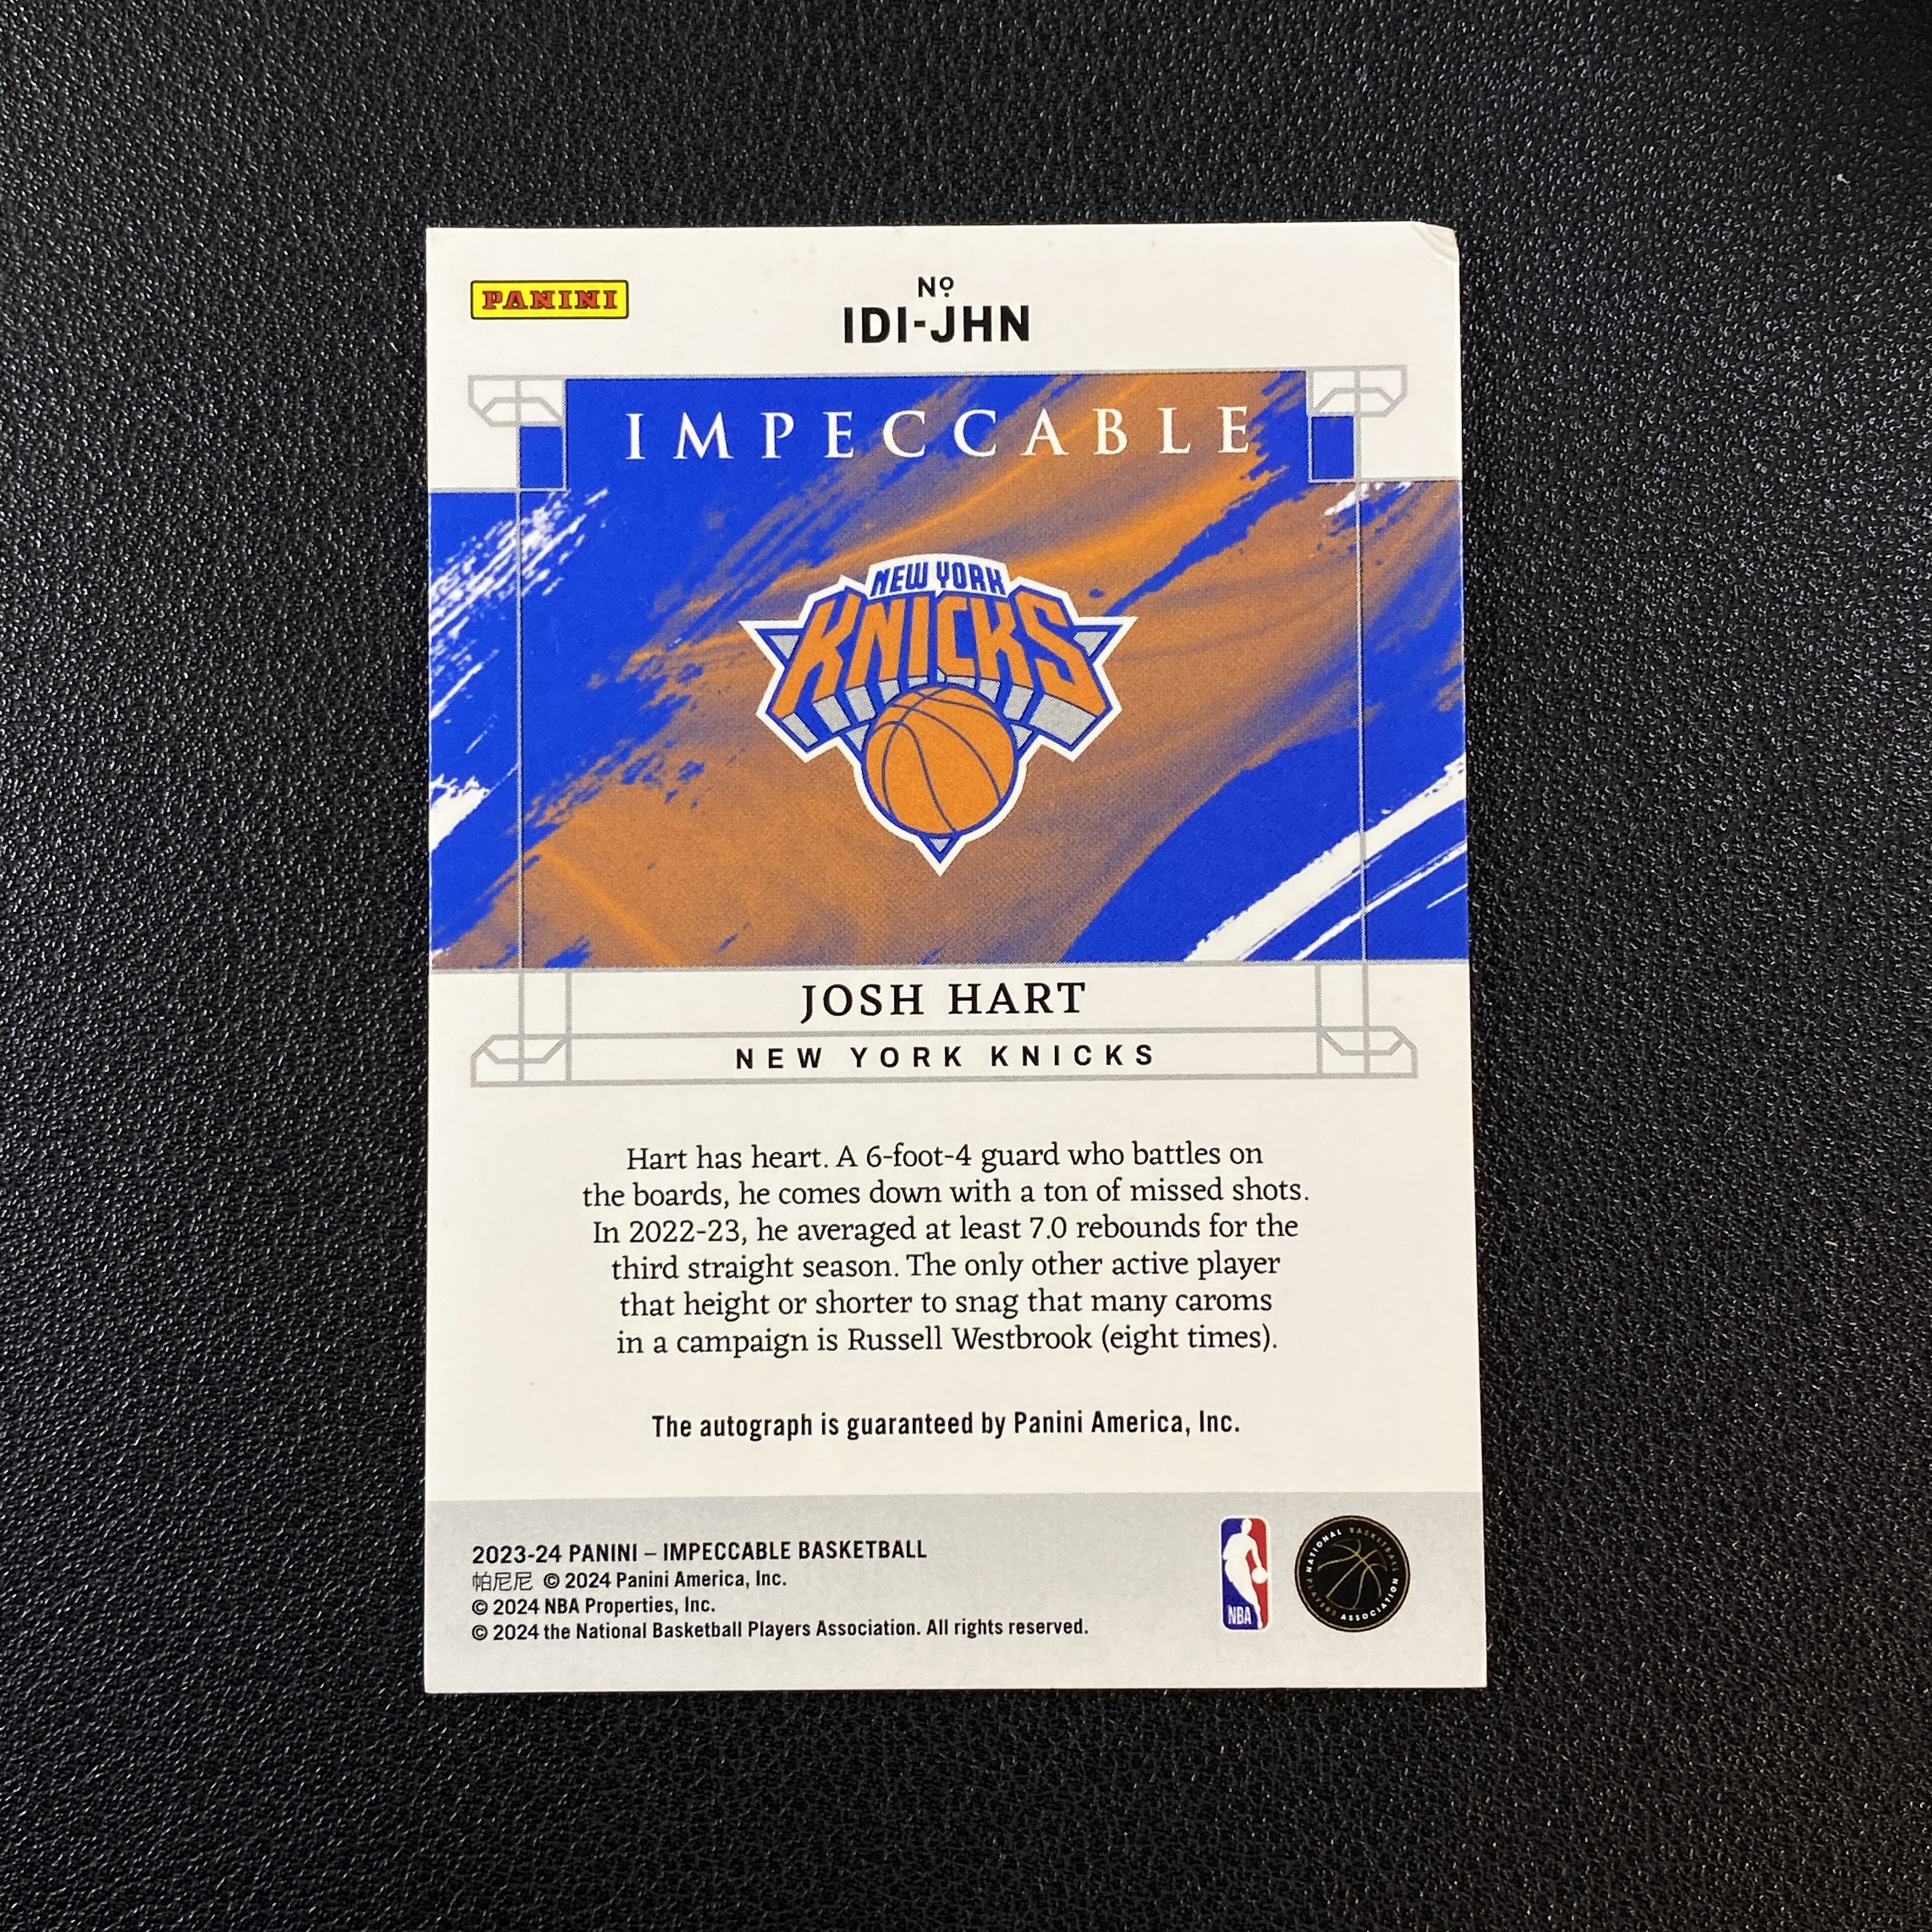 PANINI
Nº
IDI-JHN
IMPECCABLE
NEW YORK
KNICKS
JOSH HART
NEW YORK KNICKS
Hart has heart. A 6-foot-4 guard who battles on
the boards, he comes down with a ton of missed shots.
In 2022-23, he averaged at least 7.0 rebounds for the
third straight season. The only other active player
that height or shorter to snag that many caroms
in a campaign is Russell Westbrook (eight times).
The autograph is guaranteed by Panini America, Inc.
2023-24 PANINI – IMPECCABLE BASKETBALL
帕尼尼 © 2024 Panini America, Inc.
© 2024 NBA Properties, Inc.
© 2024 the National Basketball Players Association. All rights reserved.
NBA
NATIONAL BASKETBALL PLAYERS ASSOCIATION